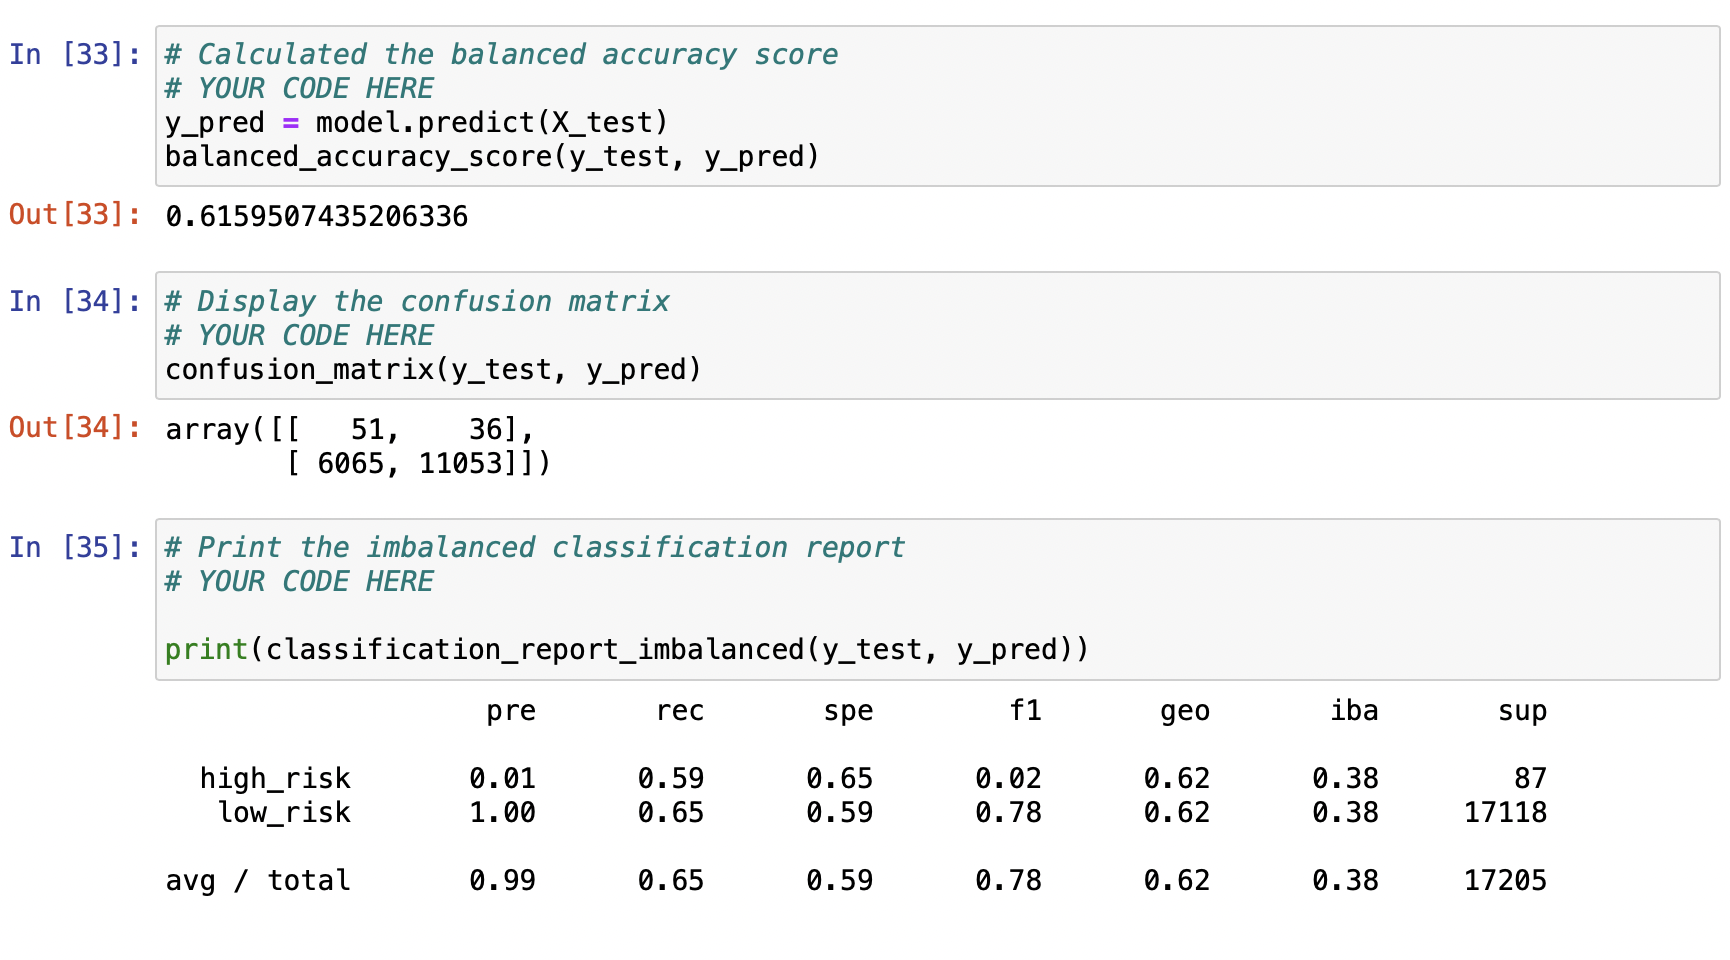 In [33]: # Calculated the balanced accuracy score
# YOUR CODE HERE
y_pred = model.predict(X_test)
balanced_accuracy_score(y_test, y_pred)
Out[33]: 0.6159507435206336
In [34]: # Display the confusion matrix
# YOUR CODE HERE
confusion_matrix(y_test, y_pred)
Out[34]: array([[   51,    36],
       [ 6065, 11053]])
In [35]: # Print the imbalanced classification report
# YOUR CODE HERE
print(classification_report_imbalanced(y_test, y_pred))
pre rec spe f1 geo iba sup
high_risk 0.01 0.59 0.65 0.02 0.62 0.38 87
low_risk 1.00 0.65 0.59 0.78 0.62 0.38 17118
avg / total 0.99 0.65 0.59 0.78 0.62 0.38 17205